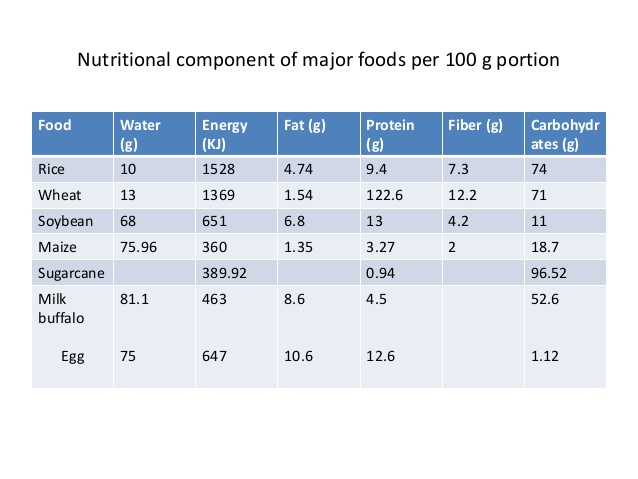 Nutritional component of major foods per 100 g portion
Food Water (g) Energy (KJ) Fat (g) Protein (g) Fiber (g) Carbohydrates (g)
Rice 10 1528 4.74 9.4 7.3 74
Wheat 13 1369 1.54 122.6 12.2 71
Soybean 68 651 6.8 13 4.2 11
Maize 75.96 360 1.35 3.27 2 18.7
Sugarcane 389.92 0.94 96.52
Milk buffalo 81.1 463 8.6 4.5 52.6
Egg 75 647 10.6 12.6 1.12